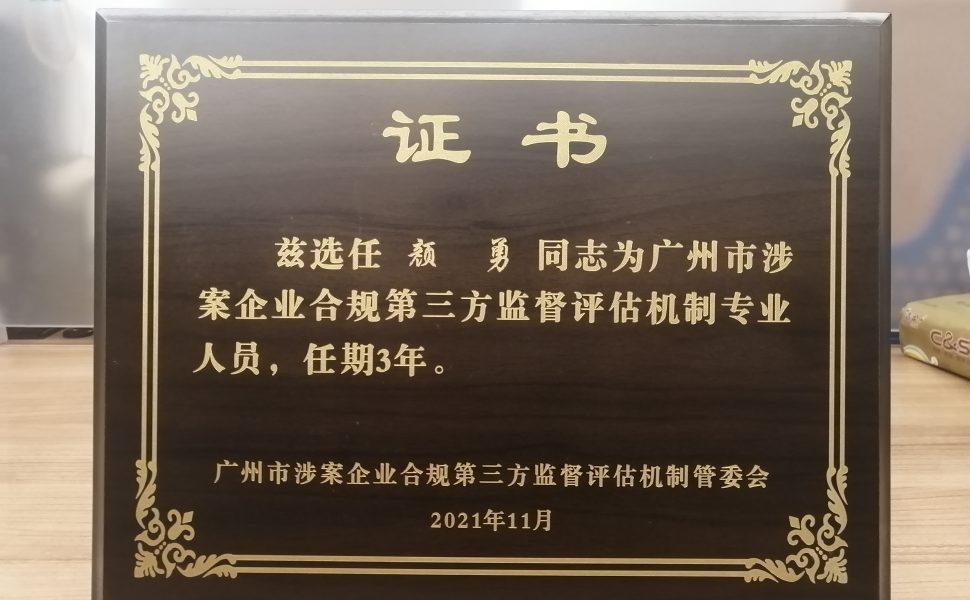 证书
兹选任 颜 勇 同志为广州市涉
案企业合规第三方监督评估机制专业
人员，任期3年。
广州市涉案企业合规第三方监督评估机制管委会
2021年11月
C&S